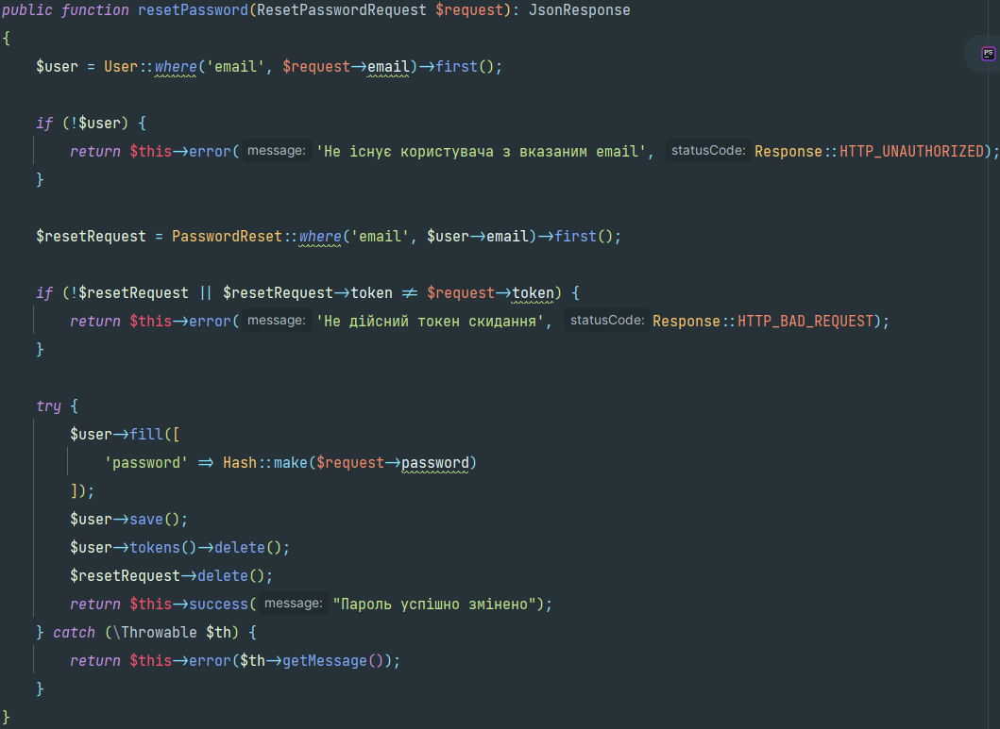 public function resetPassword(ResetPasswordRequest $request): JsonResponse
{
    $user = User::where('email', $request->email)->first();

    if (!$user) {
        return $this->error( message: 'Не існує користувача з вказаним email', statusCode: Response::HTTP_UNAUTHORIZED);
    }

    $resetRequest = PasswordReset::where('email', $user->email)->first();

    if (!$resetRequest || $resetRequest->token ≠ $request->token) {
        return $this->error( message: 'Не дійсний токен скидання', statusCode: Response::HTTP_BAD_REQUEST);
    }

    try {
        $user->fill([
            'password' => Hash::make($request->password)
        ]);
        $user->save();
        $user->tokens()->delete();
        $resetRequest->delete();
        return $this->success( message: "Пароль успішно змінено");
    } catch (\Throwable $th) {
        return $this->error($th->getMessage());
    }
}
PS